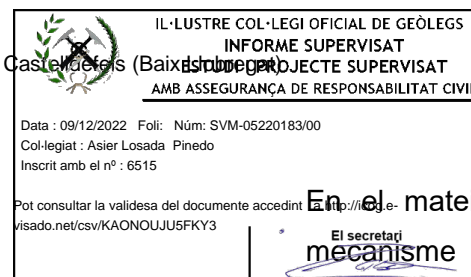 IL·LUSTRE COL·LEGI OFICIAL DE GEÒLEGS
INFORME SUPERVISAT
Castelldefels (Baix Llobregat).
ESTUDI I PROJECTE SUPERVISAT
AMB ASSEGURANÇA DE RESPONSABILITAT CIVIL
Data : 09/12/2022 Foli: Núm: SVM-05220183/00
Col·legiat : Asier Losada Pinedo
Inscrit amb el nº : 6515
Pot consultar la validesa del documente accedint a http://icog.e-
visado.net/csv/KAONOUJU5FKY3
En el mate
El secretari
mecanisme